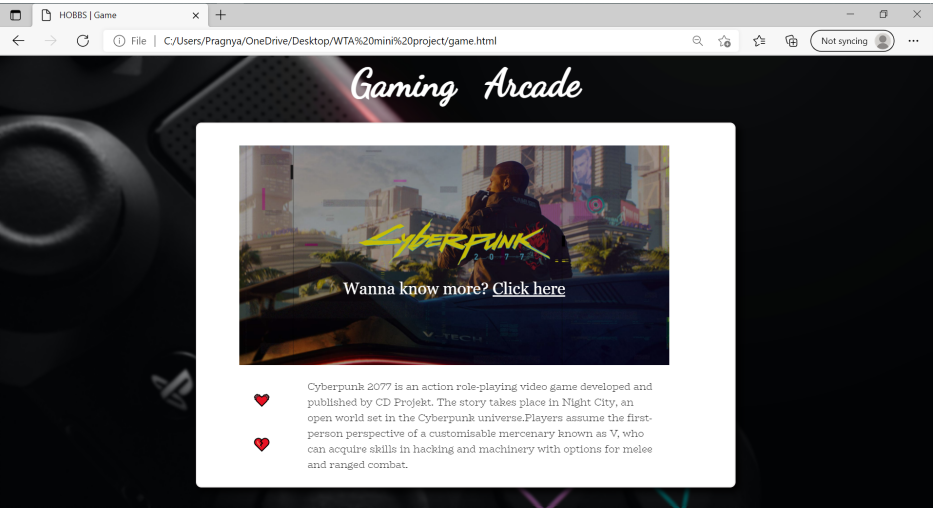 HOBBS | Game
File | C:/Users/Pragnya/OneDrive/Desktop/WTA%20mini%20project/game.html
Not syncing
Gaming Arcade
Cyberpunk
2077
Wanna know more? Click here
V-TECH
Cyberpunk 2077 is an action role-playing video game developed and
published by CD Projekt. The story takes place in Night City, an
open world set in the Cyberpunk universe.Players assume the first-
person perspective of a customisable mercenary known as V, who
can acquire skills in hacking and machinery with options for melee
and ranged combat.